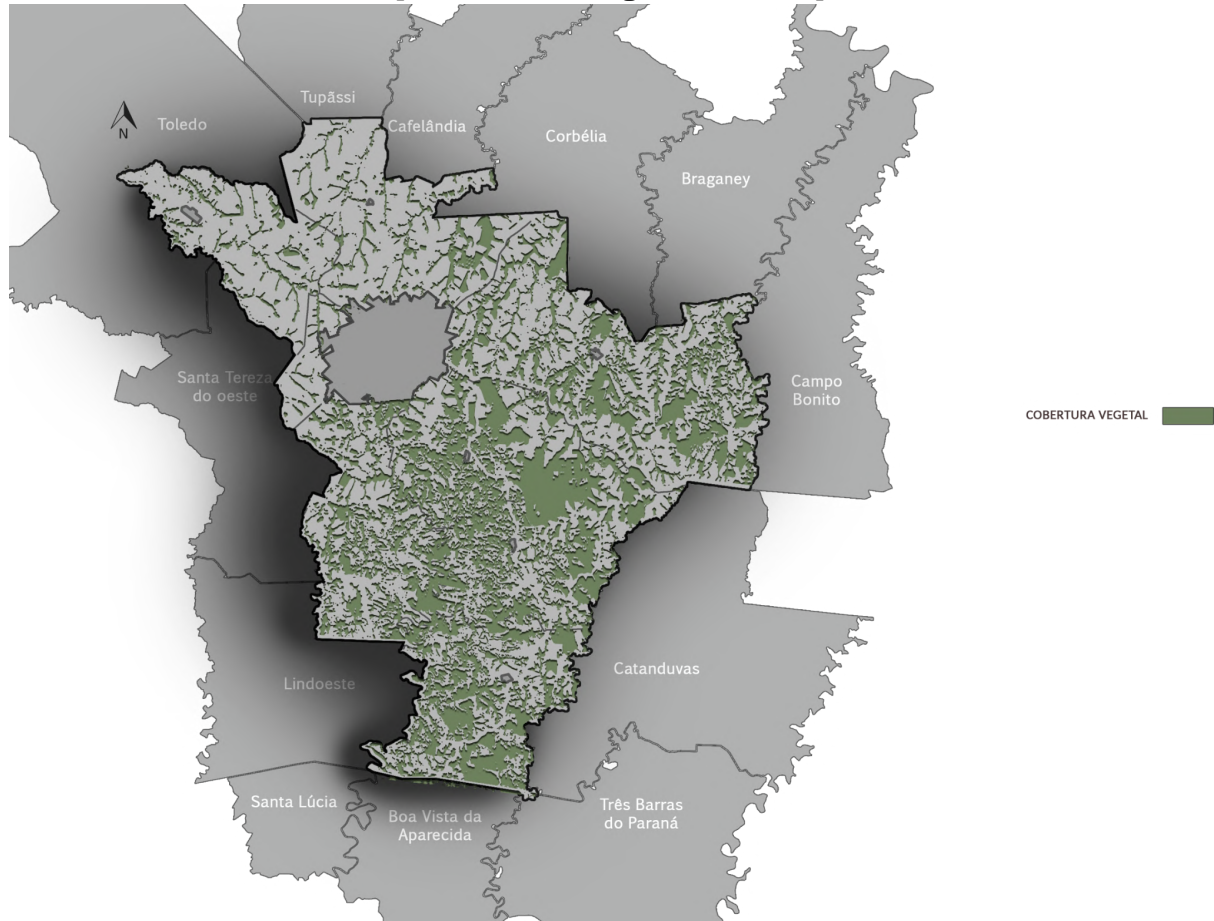 Tupãssi
Toledo
N
Cafelândia
Corbélia
Braganey
Santa Tereza
do oeste
Campo
Bonito
COBERTURA VEGETAL
Lindoeste
Catanduvas
Santa Lúcia
Boa Vista da
Aparecida
Três Barras
do Paraná